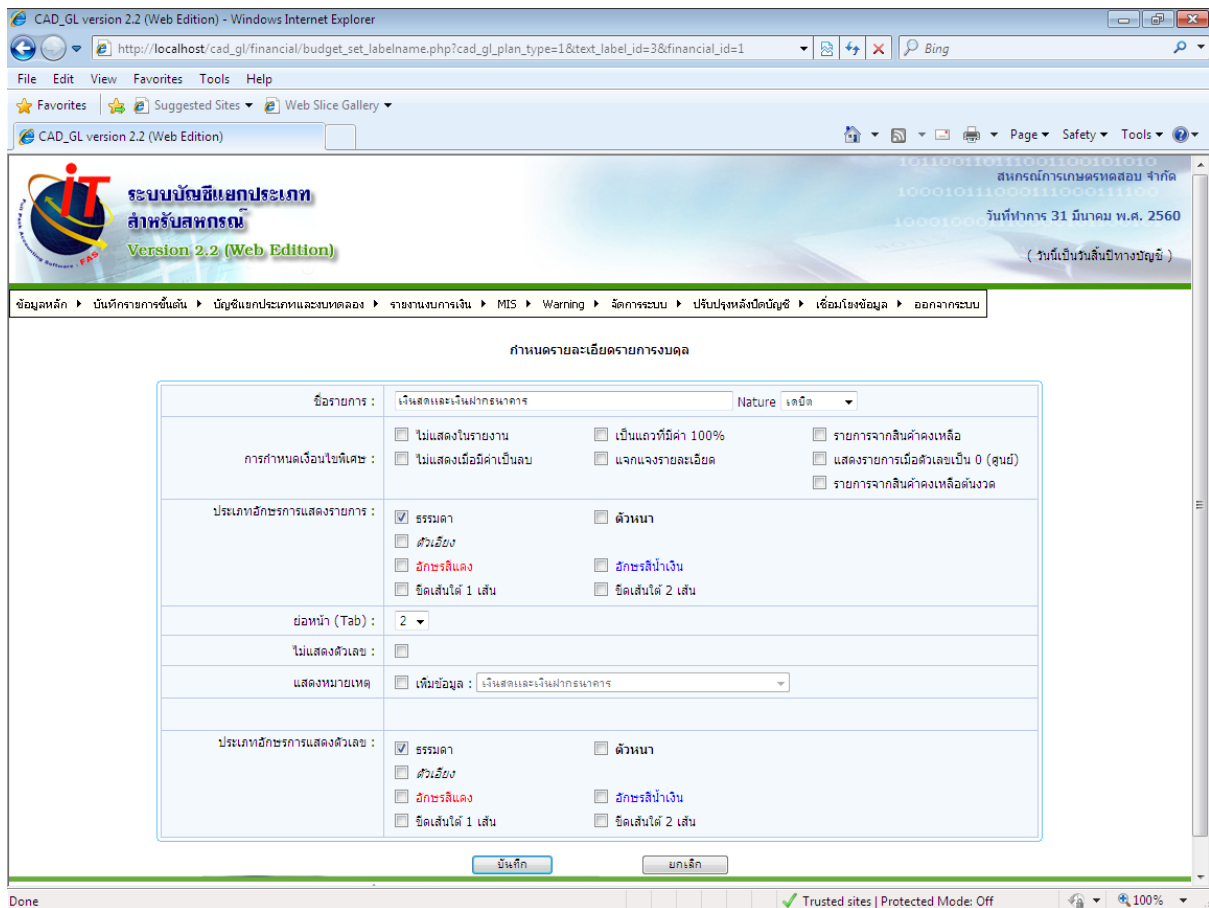 CAD_GL version 2.2 (Web Edition) - Windows Internet Explorer
http://localhost/cad_gl/financial/budget_set_labelname.php?cad_gl_plan_type=1&text_label_id=3&financial_id=1
Bing
File Edit View Favorites Tools Help
Favorites Suggested Sites Web Slice Gallery
CAD_GL version 2.2 (Web Edition) Page Safety Tools
101100110111001100101010
สหกรณ์การเกษตรทดสอบ จำกัด
ระบบบัญชีแยกประเภท
สำหรับสหกรณ์
Version 2.2 (Web Edition)
iT
Full Pack Accounting Software : FAS
1000101110001111000111100
วันที่ทำการ 31 มีนาคม พ.ศ. 2560
( วันนี้เป็นวันสิ้นปีทางบัญชี )
ข้อมูลหลัก บันทึกรายการขั้นต้น บัญชีแยกประเภทและงบทดลอง รายงานงบการเงิน MIS Warning จัดการระบบ ปรับปรุงหลังปิดบัญชี เชื่อมโยงข้อมูล ออกจากระบบ
กำหนดรายละเอียดรายการงบดุล
ชื่อรายการ : เงินสดและเงินฝากธนาคาร Nature เดบิต
การกำหนดเงื่อนไขพิเศษ :
ไม่แสดงในรายงาน เป็นแถวที่มีค่า 100% รายการจากสินค้าคงเหลือ
ไม่แสดงเมื่อมีค่าเป็นลบ แจกแจงรายละเอียด แสดงรายการเมื่อตัวเลขเป็น 0 (ศูนย์)
รายการจากสินค้าคงเหลือต้นงวด
ประเภทอักษรการแสดงรายการ : ธรรมดา ตัวหนา
ตัวเอียง
อักษรสีแดง อักษรสีน้ำเงิน
ขีดเส้นใต้ 1 เส้น ขีดเส้นใต้ 2 เส้น
ย่อหน้า (Tab) : 2
ไม่แสดงตัวเลข :
แสดงหมายเหตุ เพิ่มข้อมูล : เงินสดและเงินฝากธนาคาร
ประเภทอักษรการแสดงตัวเลข : ธรรมดา ตัวหนา
ตัวเอียง
อักษรสีแดง อักษรสีน้ำเงิน
ขีดเส้นใต้ 1 เส้น ขีดเส้นใต้ 2 เส้น
บันทึก ยกเลิก
Done Trusted sites | Protected Mode: Off 100%